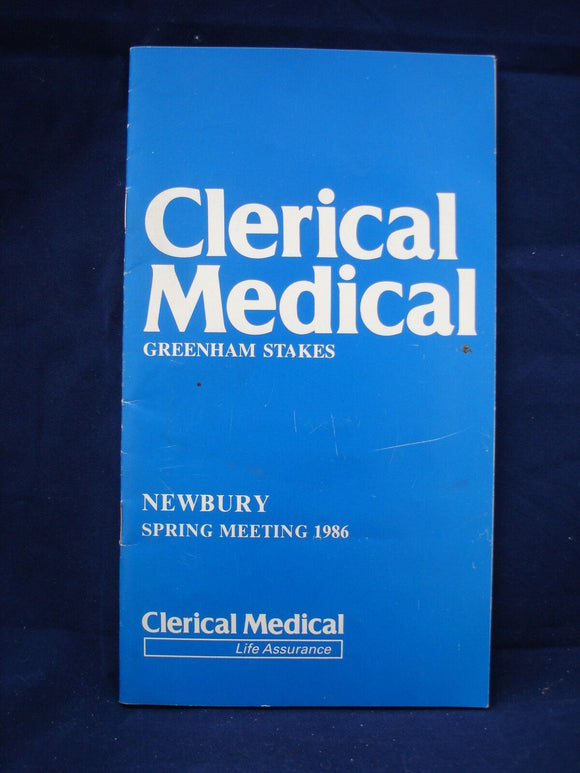 Clerical
Medical
GREENHAM STAKES
NEWBURY
SPRING MEETING 1986
Clerical Medical
Life Assurance